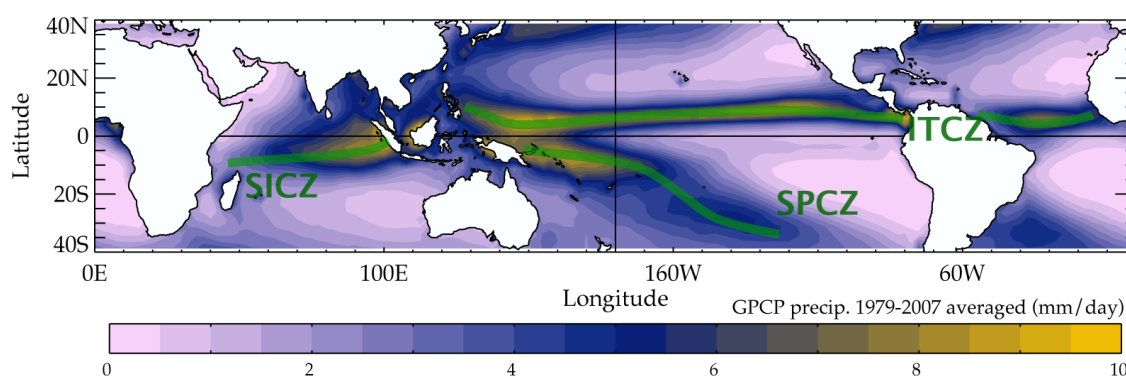 40N
20N
0
20S
40S
Latitude
ITCZ
SICZ
SPCZ
0E 100E 160W 60W
Longitude
GPCP precip. 1979-2007 averaged (mm/day)
0 2 4 6 8 10